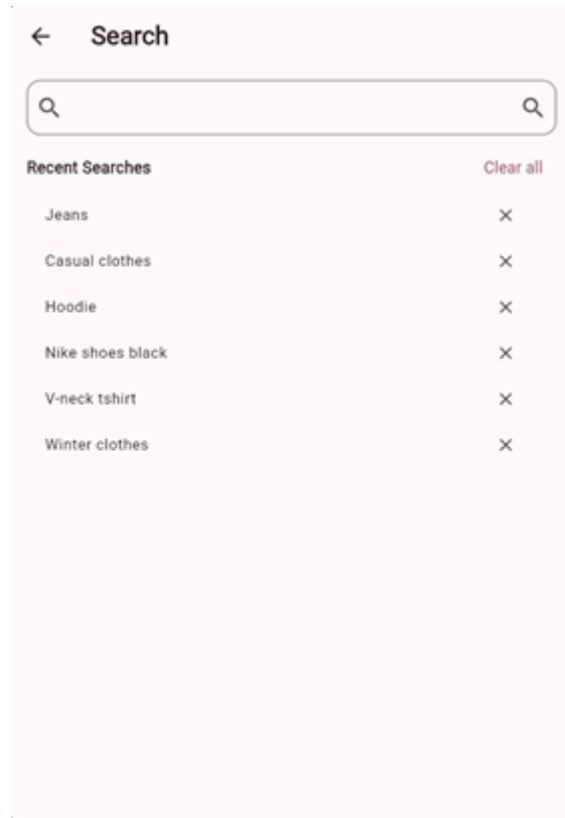 Search
Recent Searches Clear all
Jeans
Casual clothes
Hoodie
Nike shoes black
V-neck tshirt
Winter clothes